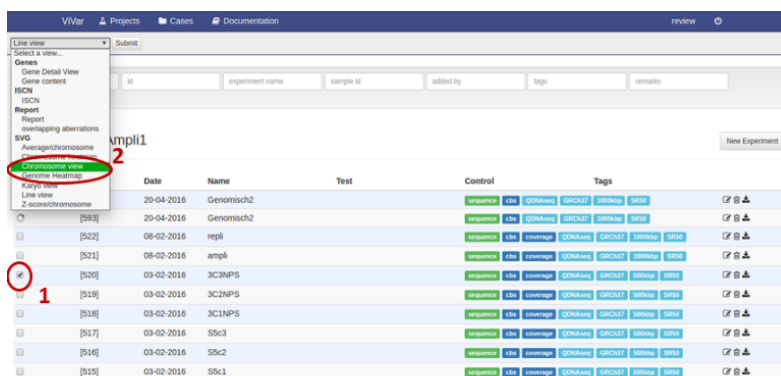 ViVar Projects Cases Documentation review
Line view Submit
Select a view...
Genes
Gene Detail View
Gene content
ISCN
ISCN
Report
Report
overlapping aberrations
SVG
Average/chromosome
Chromosome heatmap
Chromosome view
Genome Heatmap
Karyo view
Line view
Z-score/chromosome
2
id experiment name sample id added by tags remarks
Ampli1
New Experiment
Date Name Test Control Tags
20-04-2016 Genomisch2 sequence cbs QDNAseq GRCh37 1000kbp SR50
[593] 20-04-2016 Genomisch2 sequence cbs QDNAseq GRCh37 1000kbp SR50
[522] 08-02-2016 repli sequence cbs coverage QDNAseq GRCh37 1000kbp SR50
[521] 08-02-2016 ampli sequence cbs coverage QDNAseq GRCh37 1000kbp SR50
[520] 03-02-2016 3C3NPS sequence cbs coverage QDNAseq GRCh37 500kbp SR50
1
[519] 03-02-2016 3C2NPS sequence cbs coverage QDNAseq GRCh37 500kbp SR50
[518] 03-02-2016 3C1NPS sequence cbs coverage QDNAseq GRCh37 500kbp SR50
[517] 03-02-2016 S5c3 sequence cbs coverage QDNAseq GRCh37 500kbp SR50
[516] 03-02-2016 S5c2 sequence cbs coverage QDNAseq GRCh37 500kbp SR50
[515] 03-02-2016 S5c1 sequence cbs coverage QDNAseq GRCh37 500kbp SR50